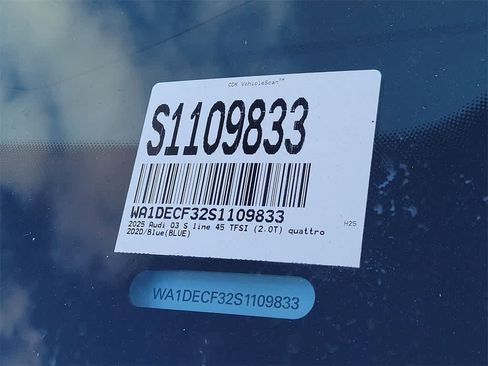 CDK VehicleScan™
S1109833
WA1DECF32S1109833
2025 Audi Q3 S line 45 TFSI (2.0T) quattro
2D2D/Blue(BLUE)
H25
WA1DECF32S1109833